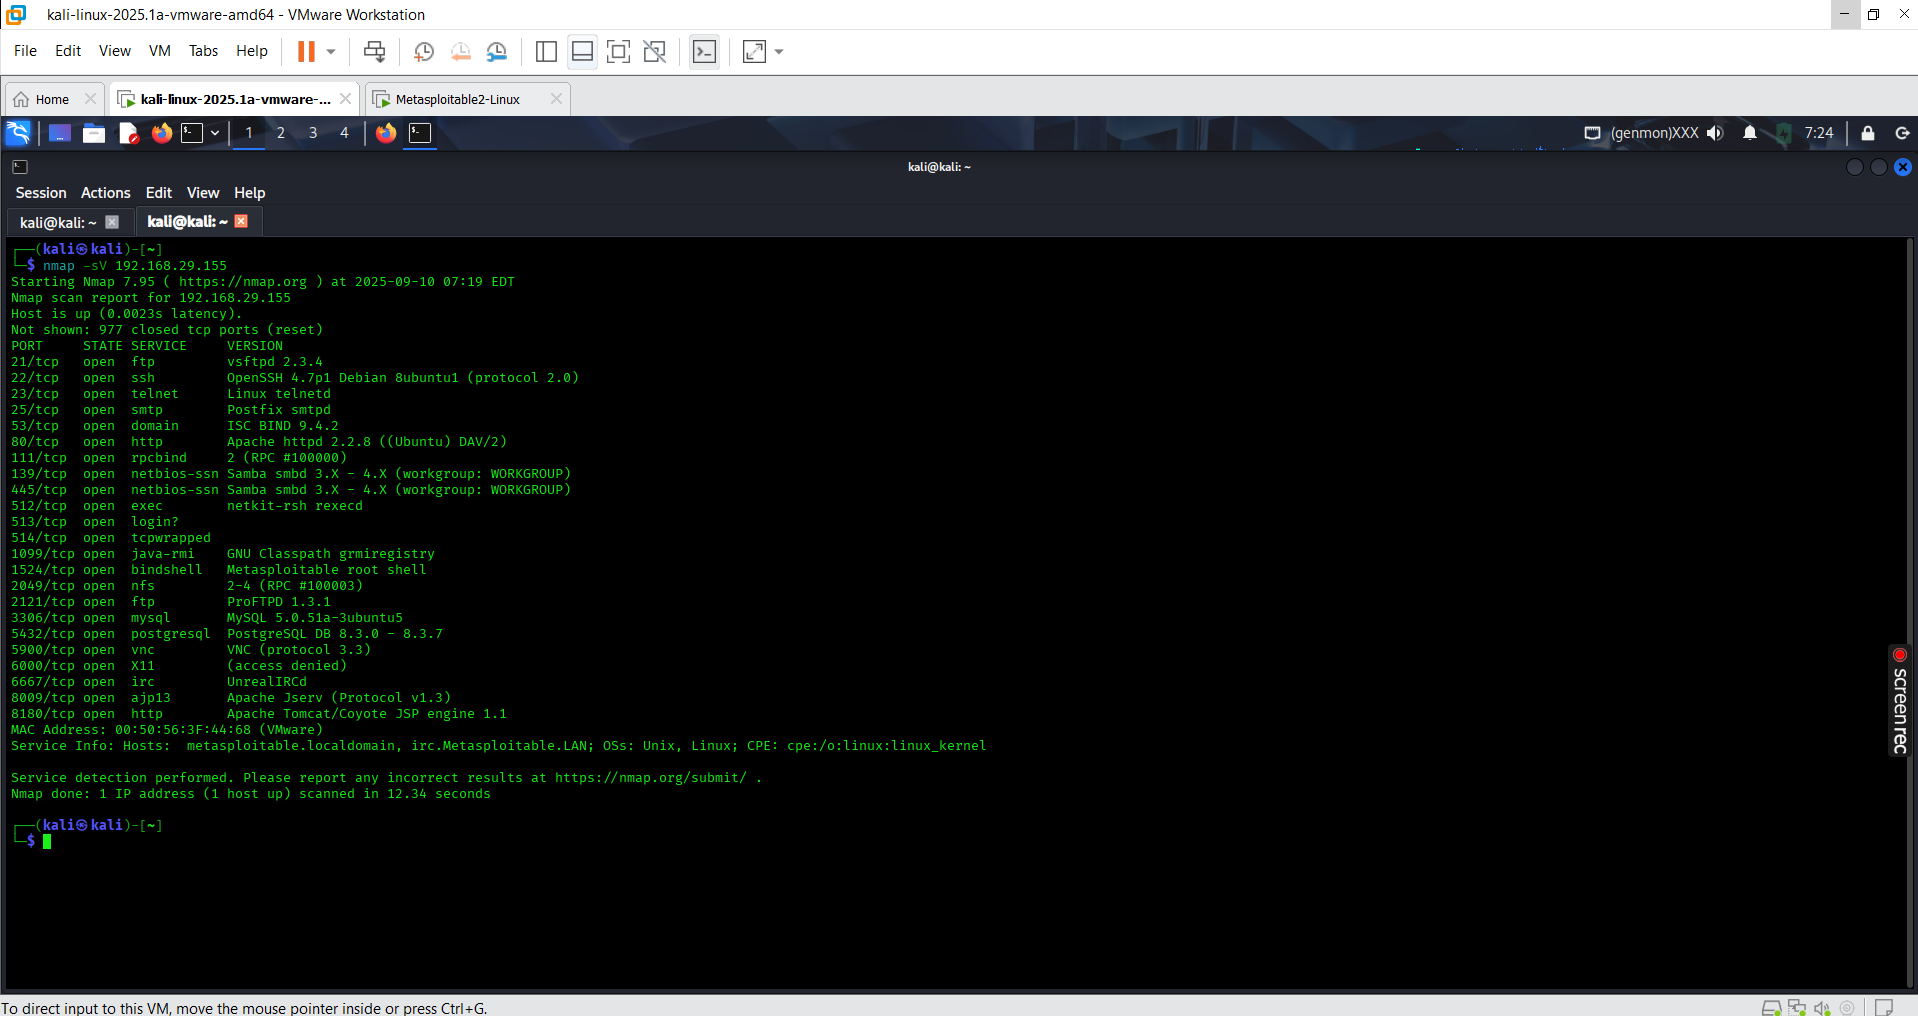 kali-linux-2025.1a-vmware-amd64 - VMware Workstation
File Edit View VM Tabs Help
Home kali-linux-2025.1a-vmware-... Metasploitable2-Linux
1 2 3 4 (genmon)XXX 7:24
kali@kali: ~
Session Actions Edit View Help
kali@kali: ~ kali@kali: ~
┌──(kali㉿kali)-[~]
└─$ nmap -sV 192.168.29.155
Starting Nmap 7.95 ( https://nmap.org ) at 2025-09-10 07:19 EDT
Nmap scan report for 192.168.29.155
Host is up (0.0023s latency).
Not shown: 977 closed tcp ports (reset)
PORT     STATE SERVICE     VERSION
21/tcp   open  ftp         vsftpd 2.3.4
22/tcp   open  ssh         OpenSSH 4.7p1 Debian 8ubuntu1 (protocol 2.0)
23/tcp   open  telnet      Linux telnetd
25/tcp   open  smtp        Postfix smtpd
53/tcp   open  domain      ISC BIND 9.4.2
80/tcp   open  http        Apache httpd 2.2.8 ((Ubuntu) DAV/2)
111/tcp  open  rpcbind     2 (RPC #100000)
139/tcp  open  netbios-ssn Samba smbd 3.X - 4.X (workgroup: WORKGROUP)
445/tcp  open  netbios-ssn Samba smbd 3.X - 4.X (workgroup: WORKGROUP)
512/tcp  open  exec        netkit-rsh rexecd
513/tcp  open  login?
514/tcp  open  tcpwrapped
1099/tcp open  java-rmi    GNU Classpath grmiregistry
1524/tcp open  bindshell   Metasploitable root shell
2049/tcp open  nfs         2-4 (RPC #100003)
2121/tcp open  ftp         ProFTPD 1.3.1
3306/tcp open  mysql       MySQL 5.0.51a-3ubuntu5
5432/tcp open  postgresql  PostgreSQL DB 8.3.0 - 8.3.7
5900/tcp open  vnc         VNC (protocol 3.3)
6000/tcp open  X11         (access denied)
6667/tcp open  irc         UnrealIRCd
8009/tcp open  ajp13       Apache Jserv (Protocol v1.3)
8180/tcp open  http        Apache Tomcat/Coyote JSP engine 1.1
MAC Address: 00:50:56:3F:44:68 (VMware)
Service Info: Hosts:  metasploitable.localdomain, irc.Metasploitable.LAN; OSs: Unix, Linux; CPE: cpe:/o:linux:linux_kernel
Service detection performed. Please report any incorrect results at https://nmap.org/submit/ .
Nmap done: 1 IP address (1 host up) scanned in 12.34 seconds
┌──(kali㉿kali)-[~]
└─$
screen rec
To direct input to this VM, move the mouse pointer inside or press Ctrl+G.